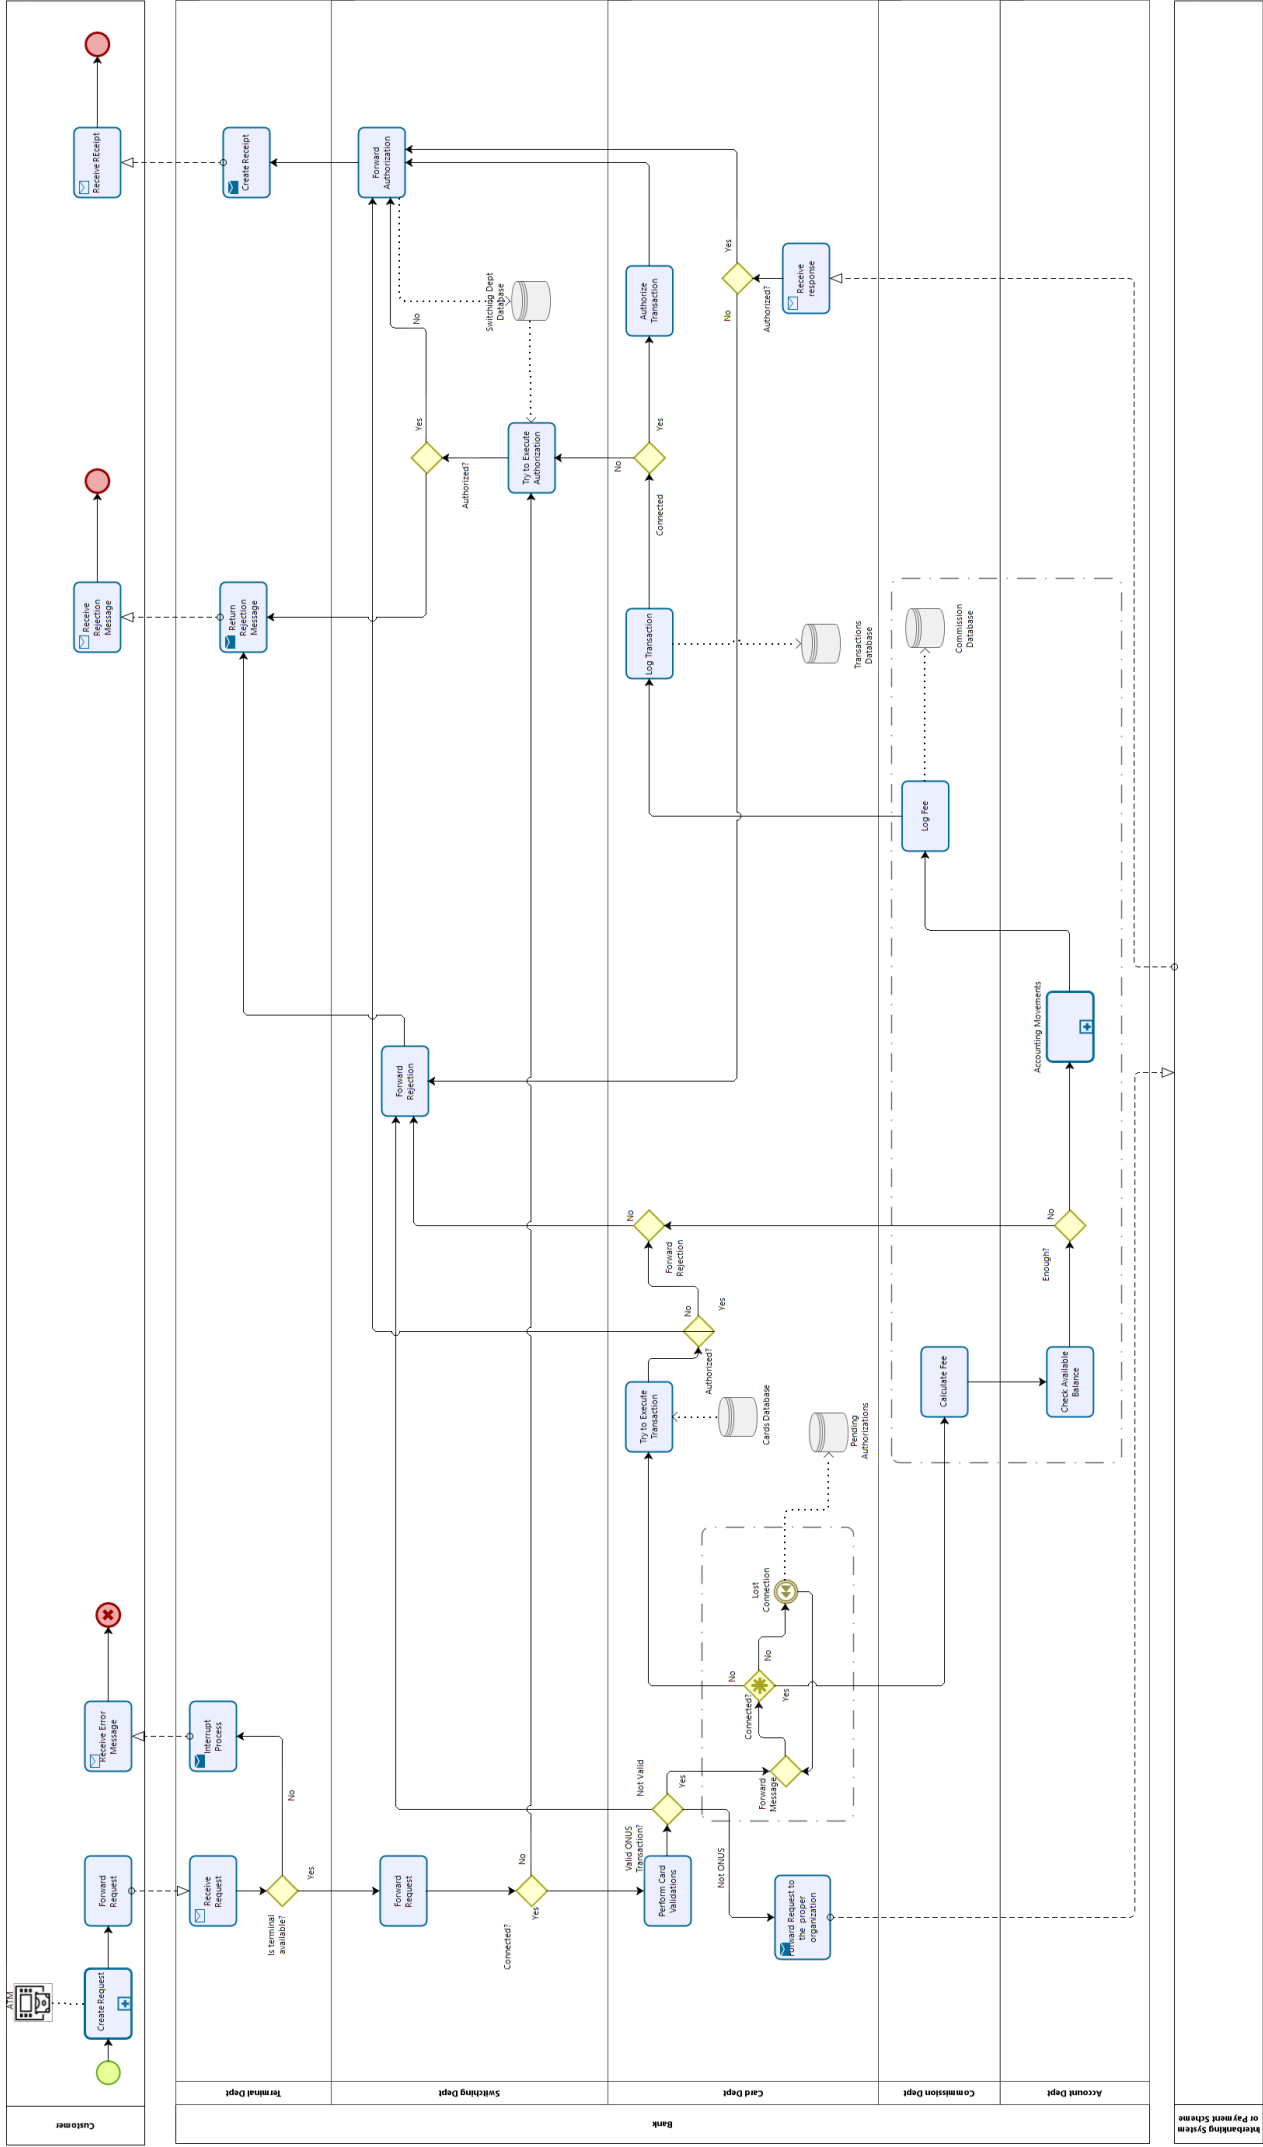 Customer
ATM
Create Request
Forward
Request
Receive Error
Message
Receive
Rejection
Message
Receive REceipt
Bank
Terminal Dept
Receive
Request
Is terminal
available?
Yes
No
Interrupt
Process
Return
Rejection
Message
Create Receipt
Switching Dept
Forward
Request
Connected?
Yes
No
Forward
Rejection
Try to Execute
Authorization
Authorized?
Yes
No
Switching Dept
Database
Forward
Authorization
Card Dept
Perform Card
Validations
Valid ONUS
Transaction?
Not Valid
Yes
Not ONUS
Forward Request to
the proper
organization
Forward
Message
Connected?
No
Yes
No
Lost
Connection
Pending
Authorizations
Try to Execute
Transaction
Cards Database
Authorized?
No
Yes
Forward
Rejection
No
Log Transaction
Transactions
Database
Connected
No
Yes
Authorize
Transaction
Receive
response
Authorized?
No
Yes
Commission Dept
Calculate Fee
Log Fee
Commission
Database
Account Dept
Check Available
Balance
Enough?
No
Accounting Movements
Interbanking System
or Payment Scheme